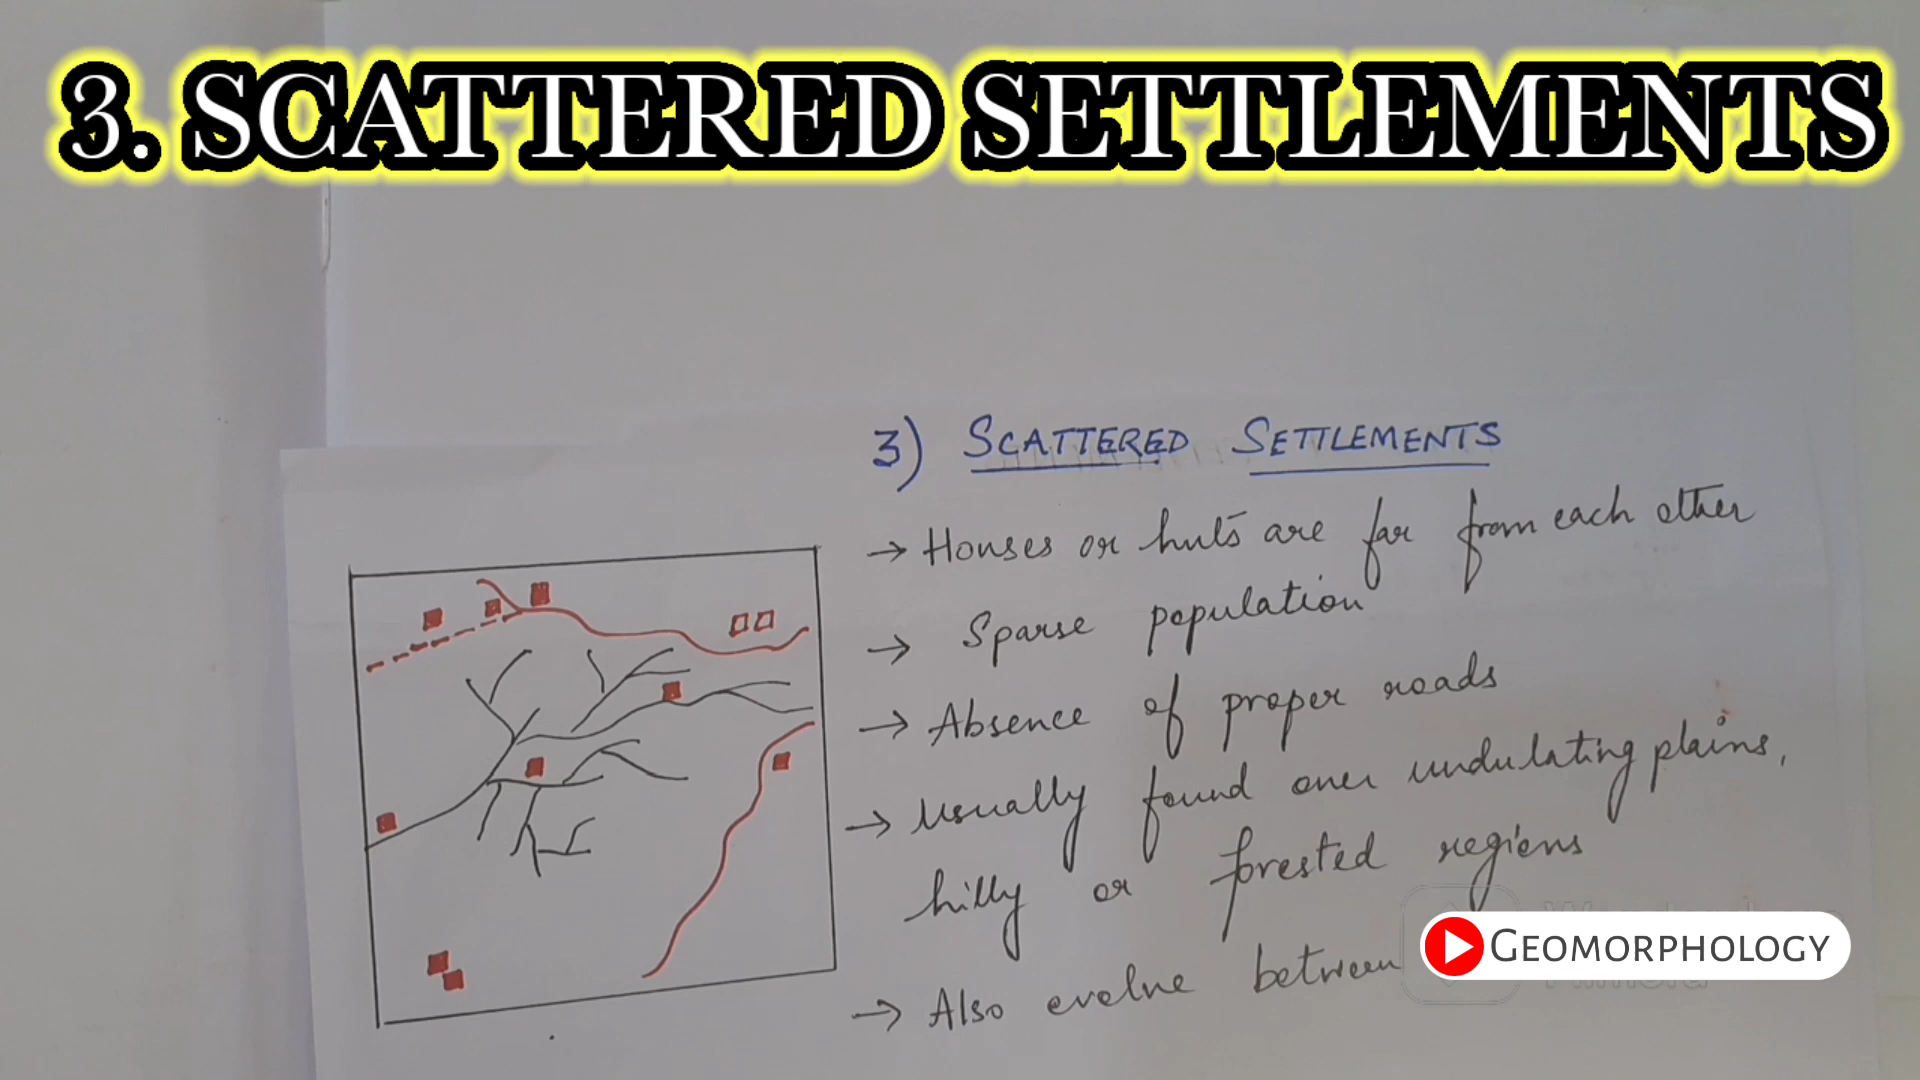 3. SCATTERED SETTLEMENTS
3) SCATTERED SETTLEMENTS
→ Houses or huts are far from each other
→ Sparse population
→ Absence of proper roads
→ Usually found over undulating plains,
hilly or forested regions
→ Also evolve between
GEOMORPHOLOGY